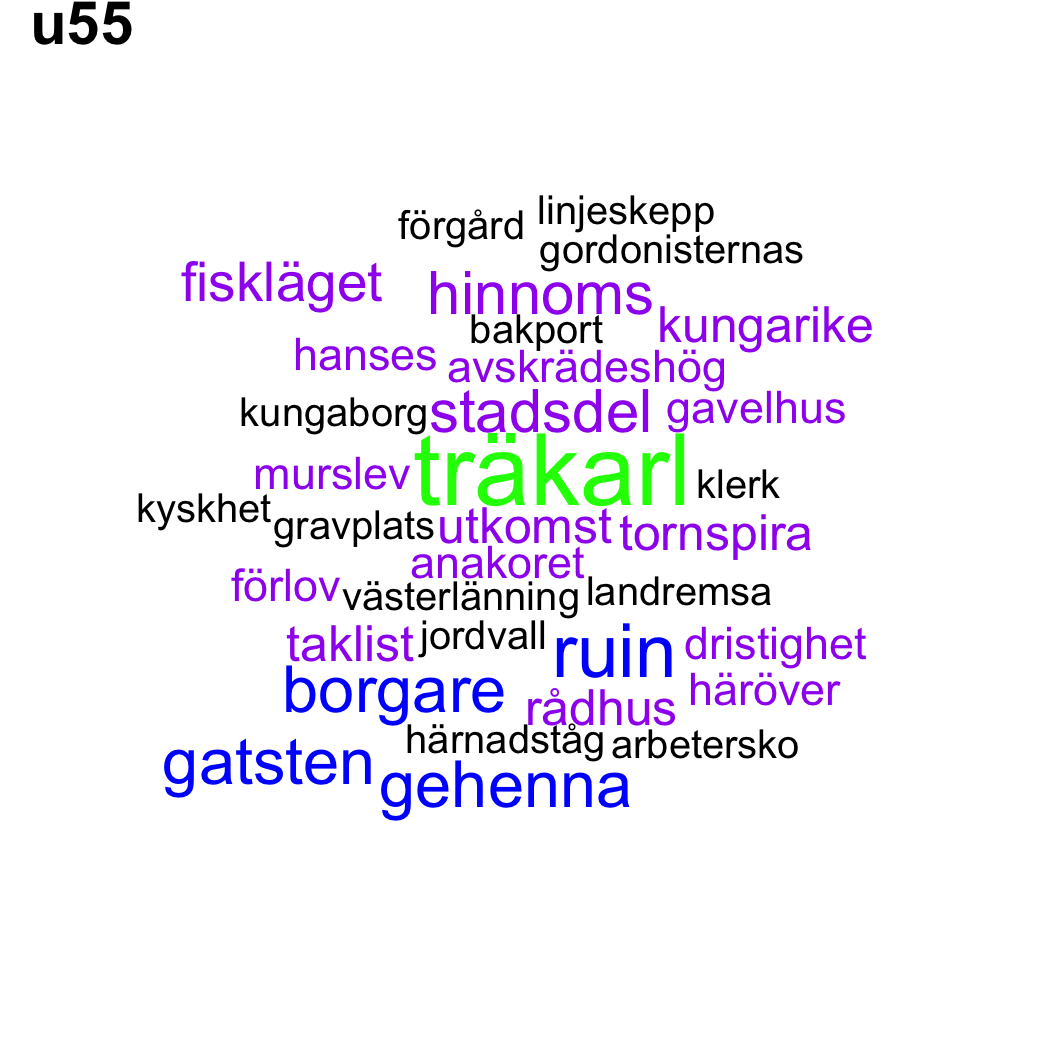 u55
linjeskepp
förgård
gordonisternas
fiskläget hinnoms
bakport kungarike
hanses avskrädeshög
kungaborg stadsdel gavelhus
murslev träkarl klerk
kyskhet gravplats utkomst tornspira
anakoret
förlov västerlänning landremsa
taklist jordvall ruin dristighet
borgare rådhus häröver
härnadståg arbetersko
gatsten gehenna